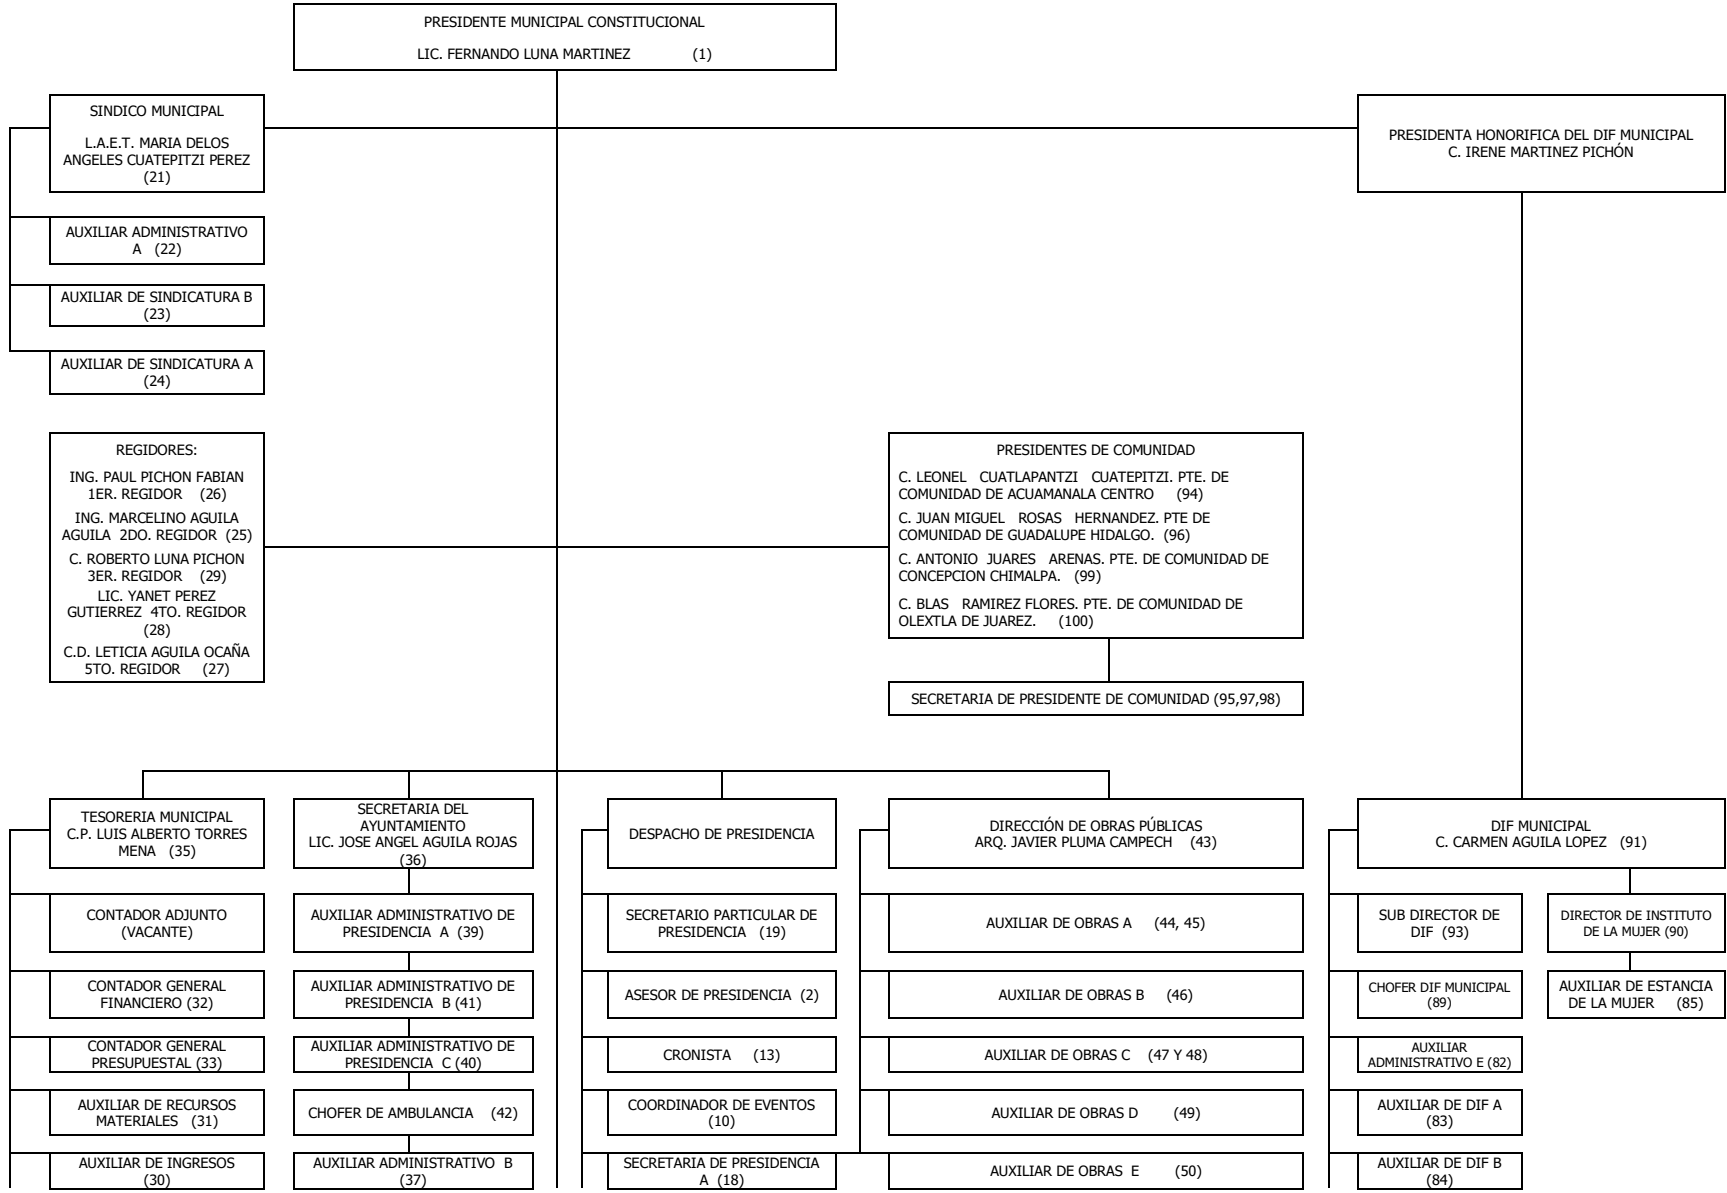 PRESIDENTE MUNICIPAL CONSTITUCIONAL
LIC. FERNANDO LUNA MARTINEZ (1)
SINDICO MUNICIPAL
L.A.E.T. MARIA DELOS
ANGELES CUATEPITZI PEREZ
(21)
PRESIDENTA HONORIFICA DEL DIF MUNICIPAL
C. IRENE MARTINEZ PICHÓN
AUXILIAR ADMINISTRATIVO
A (22)
AUXILIAR DE SINDICATURA B
(23)
AUXILIAR DE SINDICATURA A
(24)
REGIDORES:
ING. PAUL PICHON FABIAN
1ER. REGIDOR (26)
ING. MARCELINO AGUILA
AGUILA 2DO. REGIDOR (25)
C. ROBERTO LUNA PICHON
3ER. REGIDOR (29)
LIC. YANET PEREZ
GUTIERREZ 4TO. REGIDOR
(28)
C.D. LETICIA AGUILA OCAÑA
5TO. REGIDOR (27)
PRESIDENTES DE COMUNIDAD
C. LEONEL CUATLAPANTZI CUATEPITZI. PTE. DE
COMUNIDAD DE ACUAMANALA CENTRO (94)
C. JUAN MIGUEL ROSAS HERNANDEZ. PTE DE
COMUNIDAD DE GUADALUPE HIDALGO. (96)
C. ANTONIO JUARES ARENAS. PTE. DE COMUNIDAD DE
CONCEPCION CHIMALPA. (99)
C. BLAS RAMIREZ FLORES. PTE. DE COMUNIDAD DE
OLEXTLA DE JUAREZ. (100)
SECRETARIA DE PRESIDENTE DE COMUNIDAD (95,97,98)
TESORERIA MUNICIPAL
C.P. LUIS ALBERTO TORRES
MENA (35)
CONTADOR ADJUNTO
(VACANTE)
CONTADOR GENERAL
FINANCIERO (32)
CONTADOR GENERAL
PRESUPUESTAL (33)
AUXILIAR DE RECURSOS
MATERIALES (31)
AUXILIAR DE INGRESOS
(30)
SECRETARIA DEL
AYUNTAMIENTO
LIC. JOSE ANGEL AGUILA ROJAS
(36)
AUXILIAR ADMINISTRATIVO DE
PRESIDENCIA A (39)
AUXILIAR ADMINISTRATIVO DE
PRESIDENCIA B (41)
AUXILIAR ADMINISTRATIVO DE
PRESIDENCIA C (40)
CHOFER DE AMBULANCIA (42)
AUXILIAR ADMINISTRATIVO B
(37)
DESPACHO DE PRESIDENCIA
SECRETARIO PARTICULAR DE
PRESIDENCIA (19)
ASESOR DE PRESIDENCIA (2)
CRONISTA (13)
COORDINADOR DE EVENTOS
(10)
SECRETARIA DE PRESIDENCIA
A (18)
DIRECCIÓN DE OBRAS PÚBLICAS
ARQ. JAVIER PLUMA CAMPECH (43)
AUXILIAR DE OBRAS A (44, 45)
AUXILIAR DE OBRAS B (46)
AUXILIAR DE OBRAS C (47 Y 48)
AUXILIAR DE OBRAS D (49)
AUXILIAR DE OBRAS E (50)
DIF MUNICIPAL
C. CARMEN AGUILA LOPEZ (91)
SUB DIRECTOR DE
DIF (93)
CHOFER DIF MUNICIPAL
(89)
AUXILIAR
ADMINISTRATIVO E (82)
AUXILIAR DE DIF A
(83)
AUXILIAR DE DIF B
(84)
DIRECTOR DE INSTITUTO
DE LA MUJER (90)
AUXILIAR DE ESTANCIA
DE LA MUJER (85)